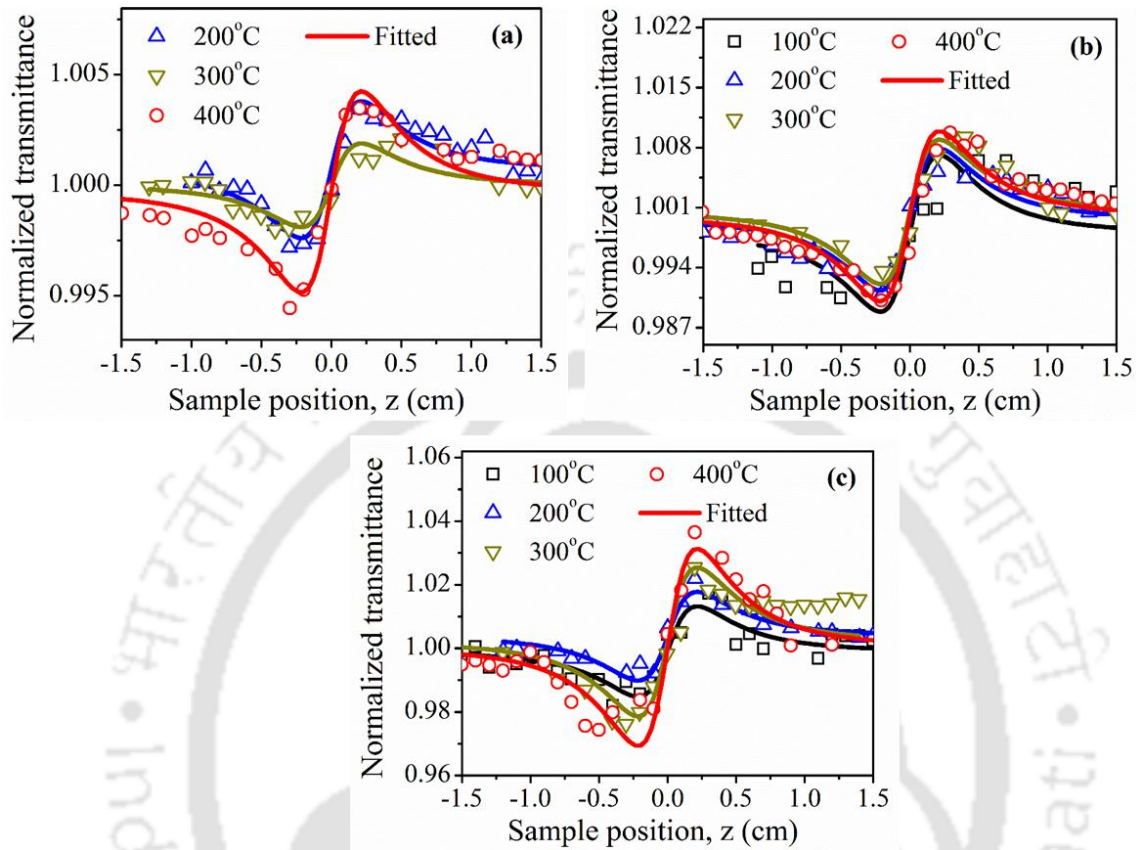 200°C Fitted (a)
300°C
400°C
Normalized transmittance
1.005
1.000
0.995
-1.5 -1.0 -0.5 0.0 0.5 1.0 1.5
Sample position, z (cm)
100°C 400°C (b)
200°C Fitted
300°C
Normalized transmittance
1.022
1.015
1.008
1.001
0.994
0.987
-1.5 -1.0 -0.5 0.0 0.5 1.0 1.5
Sample position, z (cm)
100°C 400°C (c)
200°C Fitted
300°C
Normalized transmittance
1.06
1.04
1.02
1.00
0.98
0.96
-1.5 -1.0 -0.5 0.0 0.5 1.0 1.5
Sample position, z (cm)
भारतीय